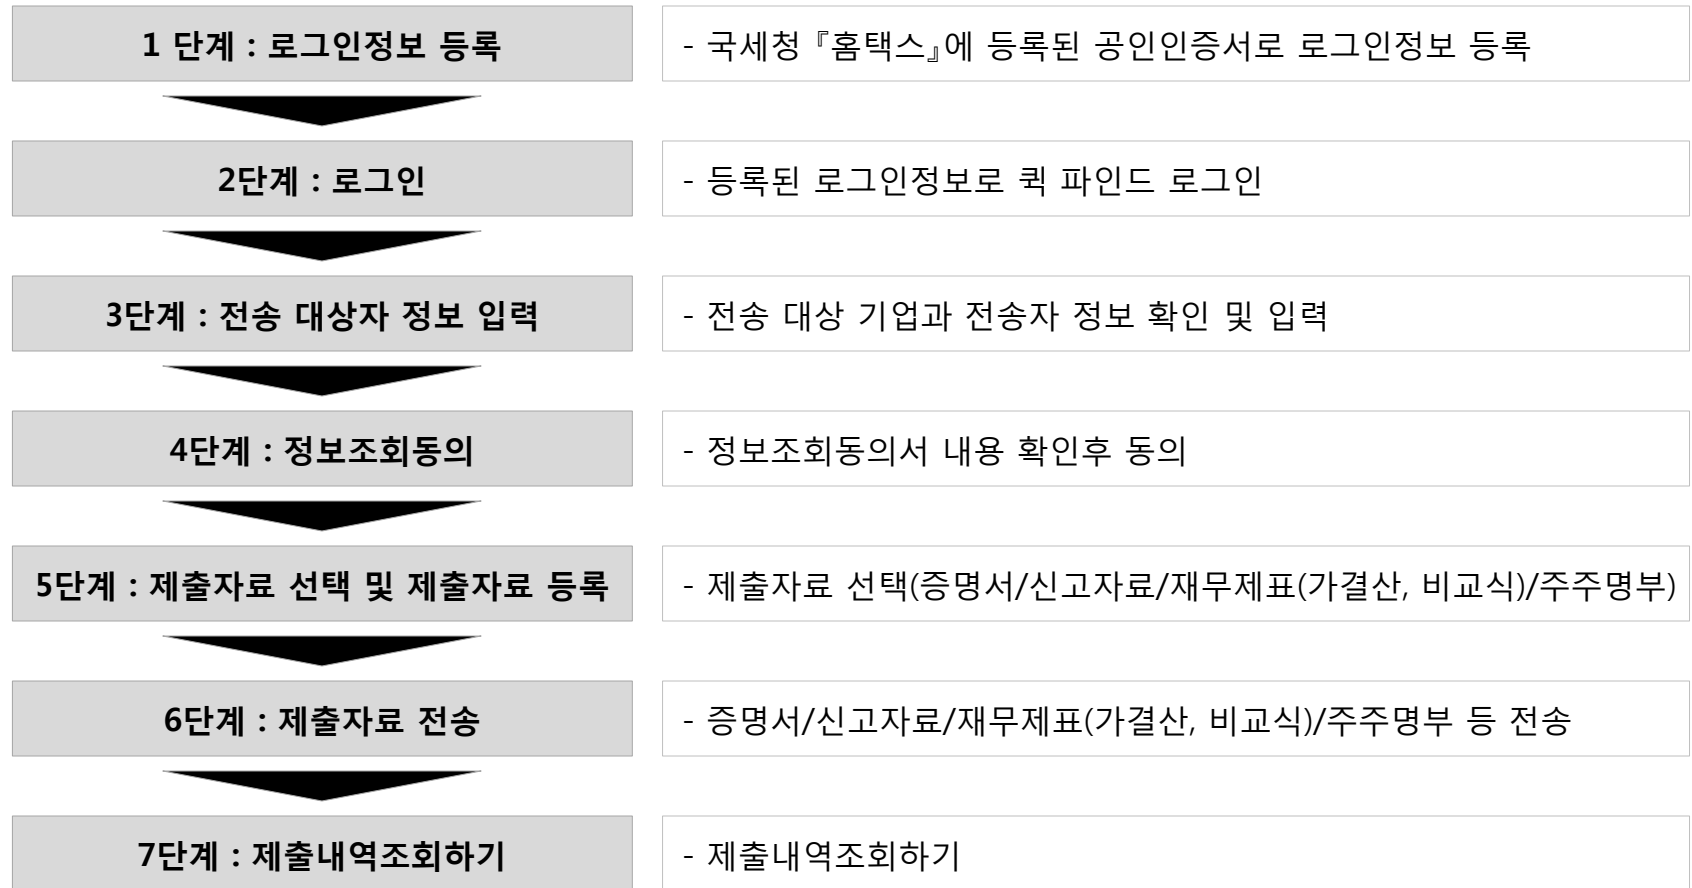 1 단계 : 로그인정보 등록
- 국세청『홈택스』에 등록된 공인인증서로 로그인정보 등록
2단계 : 로그인
- 등록된 로그인정보로 퀵 파인드 로그인
3단계 : 전송 대상자 정보 입력
- 전송 대상 기업과 전송자 정보 확인 및 입력
4단계 : 정보조회동의
- 정보조회동의서 내용 확인후 동의
5단계 : 제출자료 선택 및 제출자료 등록
- 제출자료 선택(증명서/신고자료/재무제표(가결산, 비교식)/주주명부)
6단계 : 제출자료 전송
- 증명서/신고자료/재무제표(가결산, 비교식)/주주명부 등 전송
7단계 : 제출내역조회하기
- 제출내역조회하기